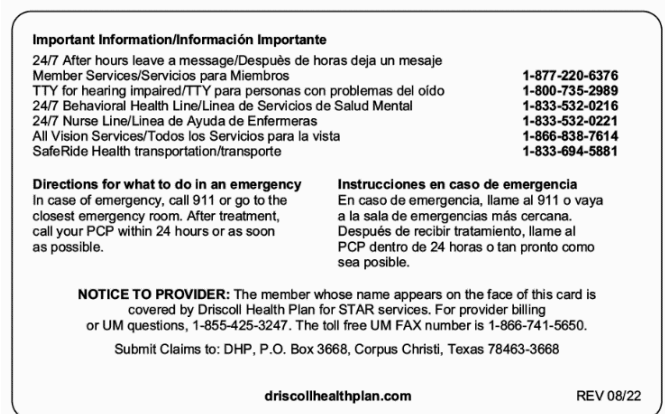 Important Information/Información Importante
24/7 After hours leave a message/Despuès de horas deja un mesaje
Member Services/Servicios para Miembros 1-877-220-6376
TTY for hearing impaired/TTY para personas con problemas del oído 1-800-735-2989
24/7 Behavioral Health Line/Linea de Servicios de Salud Mental 1-833-532-0216
24/7 Nurse Line/Linea de Ayuda de Enfermeras 1-833-532-0221
All Vision Services/Todos los Servicios para la vista 1-866-838-7614
SafeRide Health transportation/transporte 1-833-694-5881
Directions for what to do in an emergency
In case of emergency, call 911 or go to the
closest emergency room. After treatment,
call your PCP within 24 hours or as soon
as possible.
Instrucciones en caso de emergencia
En caso de emergencia, llame al 911 o vaya
a la sala de emergencias más cercana.
Después de recibir tratamiento, llame al
PCP dentro de 24 horas o tan pronto como
sea posible.
NOTICE TO PROVIDER: The member whose name appears on the face of this card is
covered by Driscoll Health Plan for STAR services. For provider billing
or UM questions, 1-855-425-3247. The toll free UM FAX number is 1-866-741-5650.
Submit Claims to: DHP, P.O. Box 3668, Corpus Christi, Texas 78463-3668
driscollhealthplan.com REV 08/22